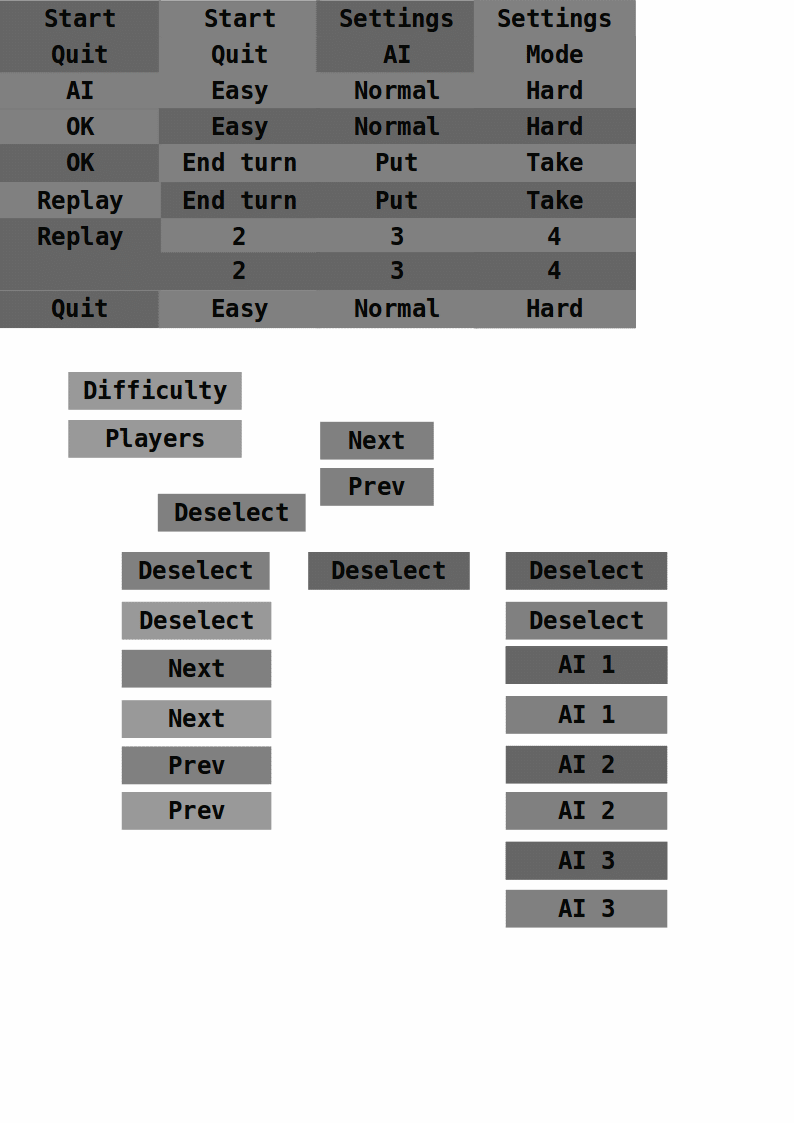 Start Start Settings Settings
Quit Quit AI Mode
AI Easy Normal Hard
OK Easy Normal Hard
OK End turn Put Take
Replay End turn Put Take
Replay 2 3 4
2 3 4
Quit Easy Normal Hard
Difficulty
Players
Next
Prev
Deselect
Deselect Deselect Deselect
Deselect Deselect
Next AI 1
Next AI 1
Prev AI 2
Prev AI 2
AI 3
AI 3